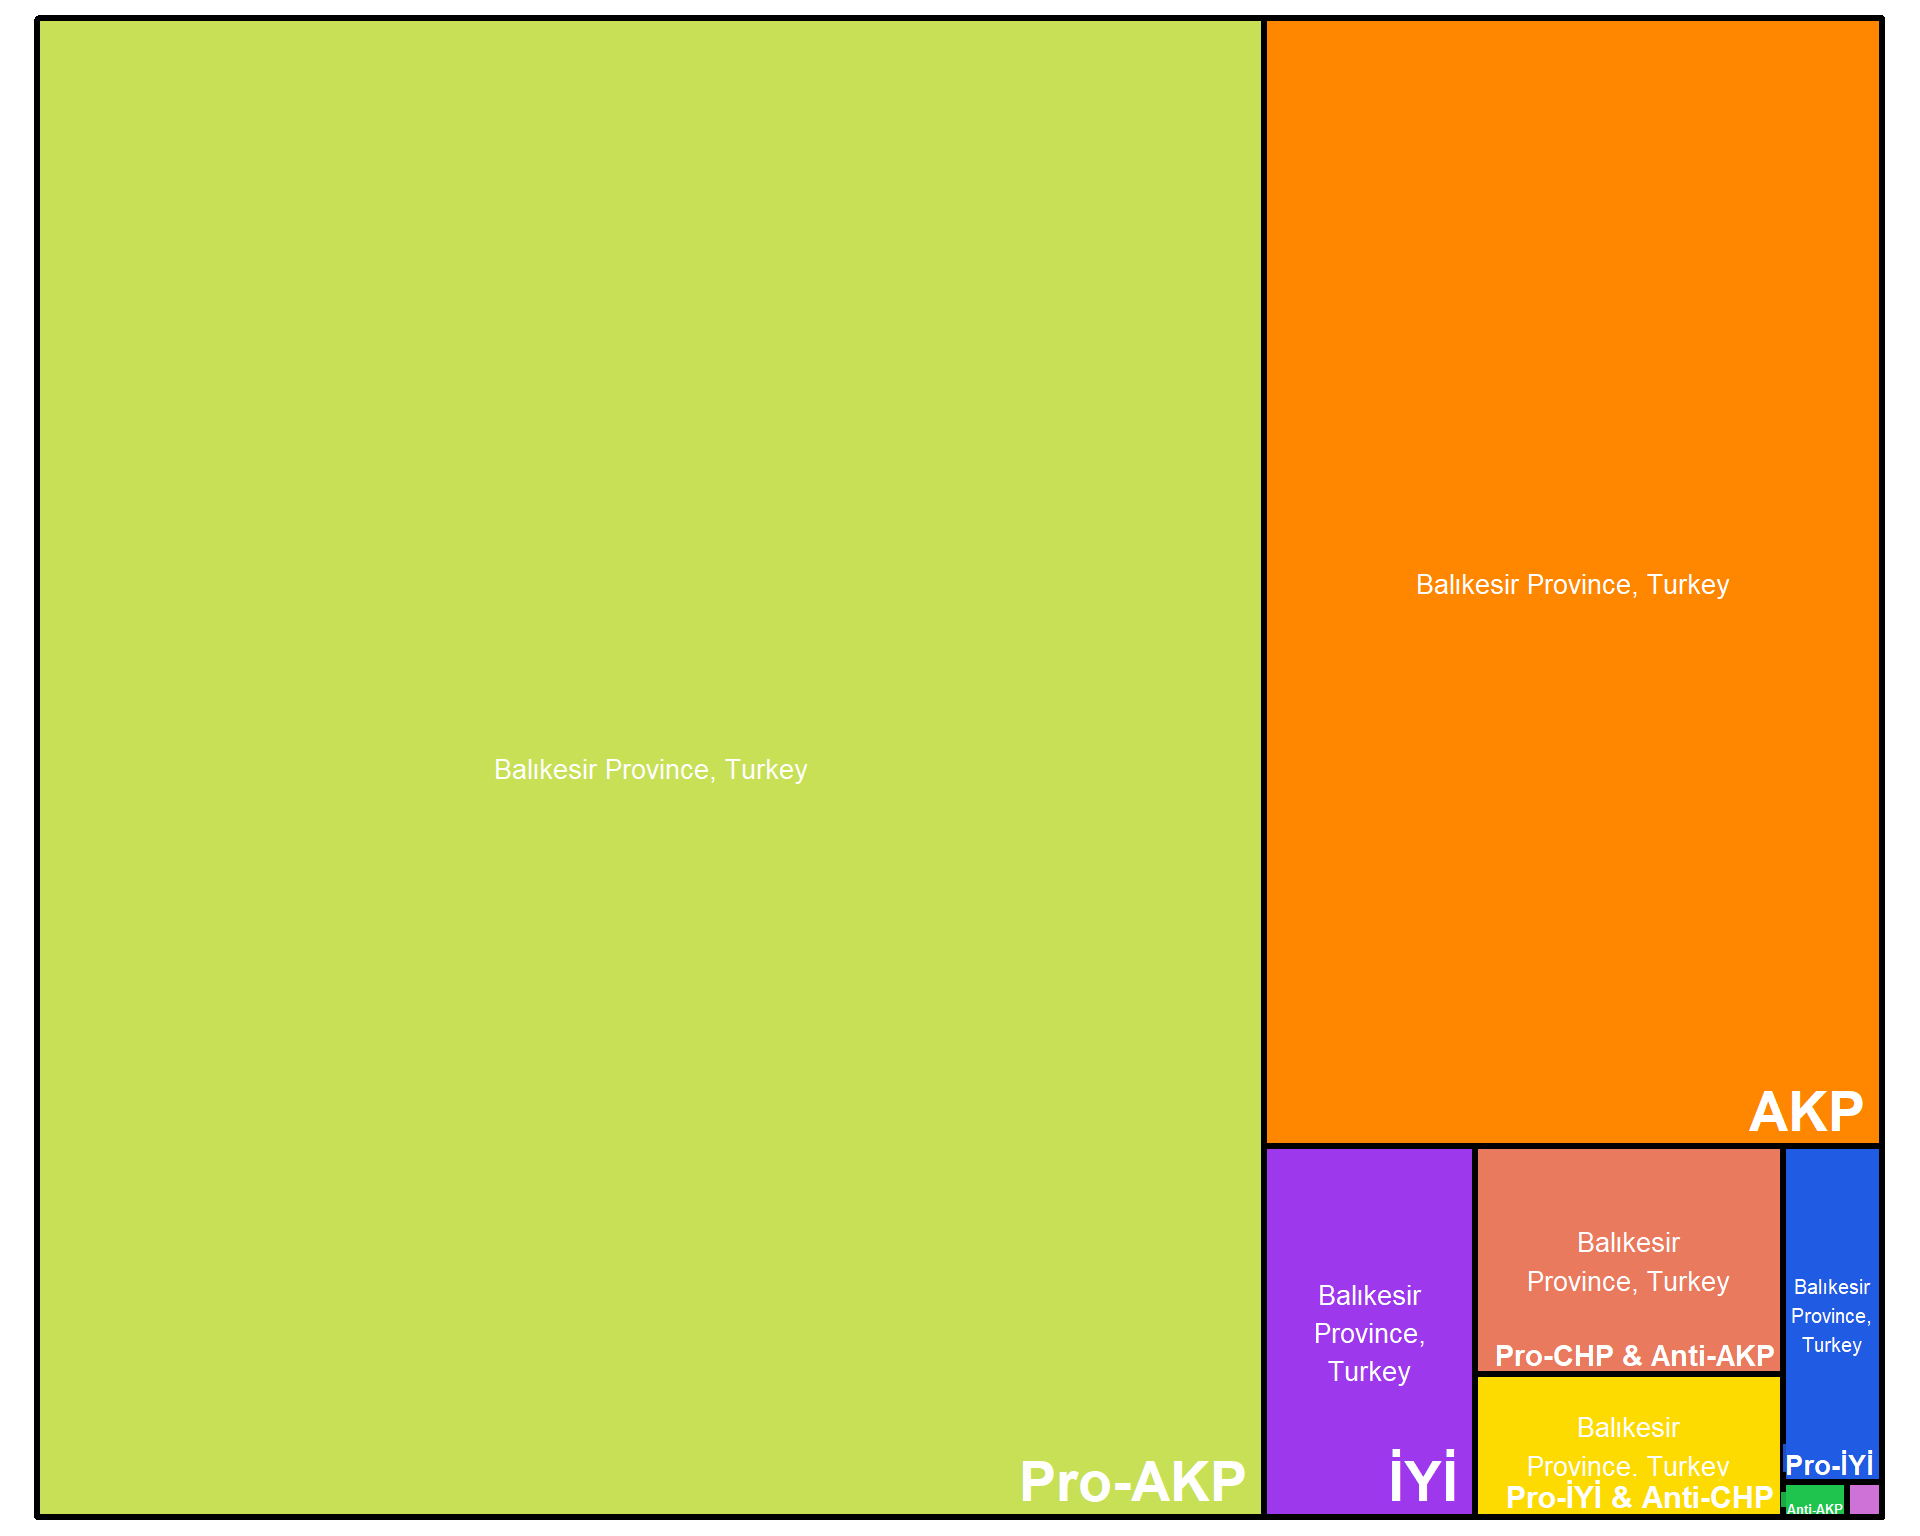 Balıkesir Province, Turkey
Pro-AKP
Balıkesir Province, Turkey
AKP
Balıkesir
Province,
Turkey
İYİ
Balıkesir
Province, Turkey
Pro-CHP & Anti-AKP
Balıkesir
Province, Turkey
Pro-İYİ & Anti-CHP
Balıkesir
Province,
Turkey
Pro-İYİ
Anti-AKP